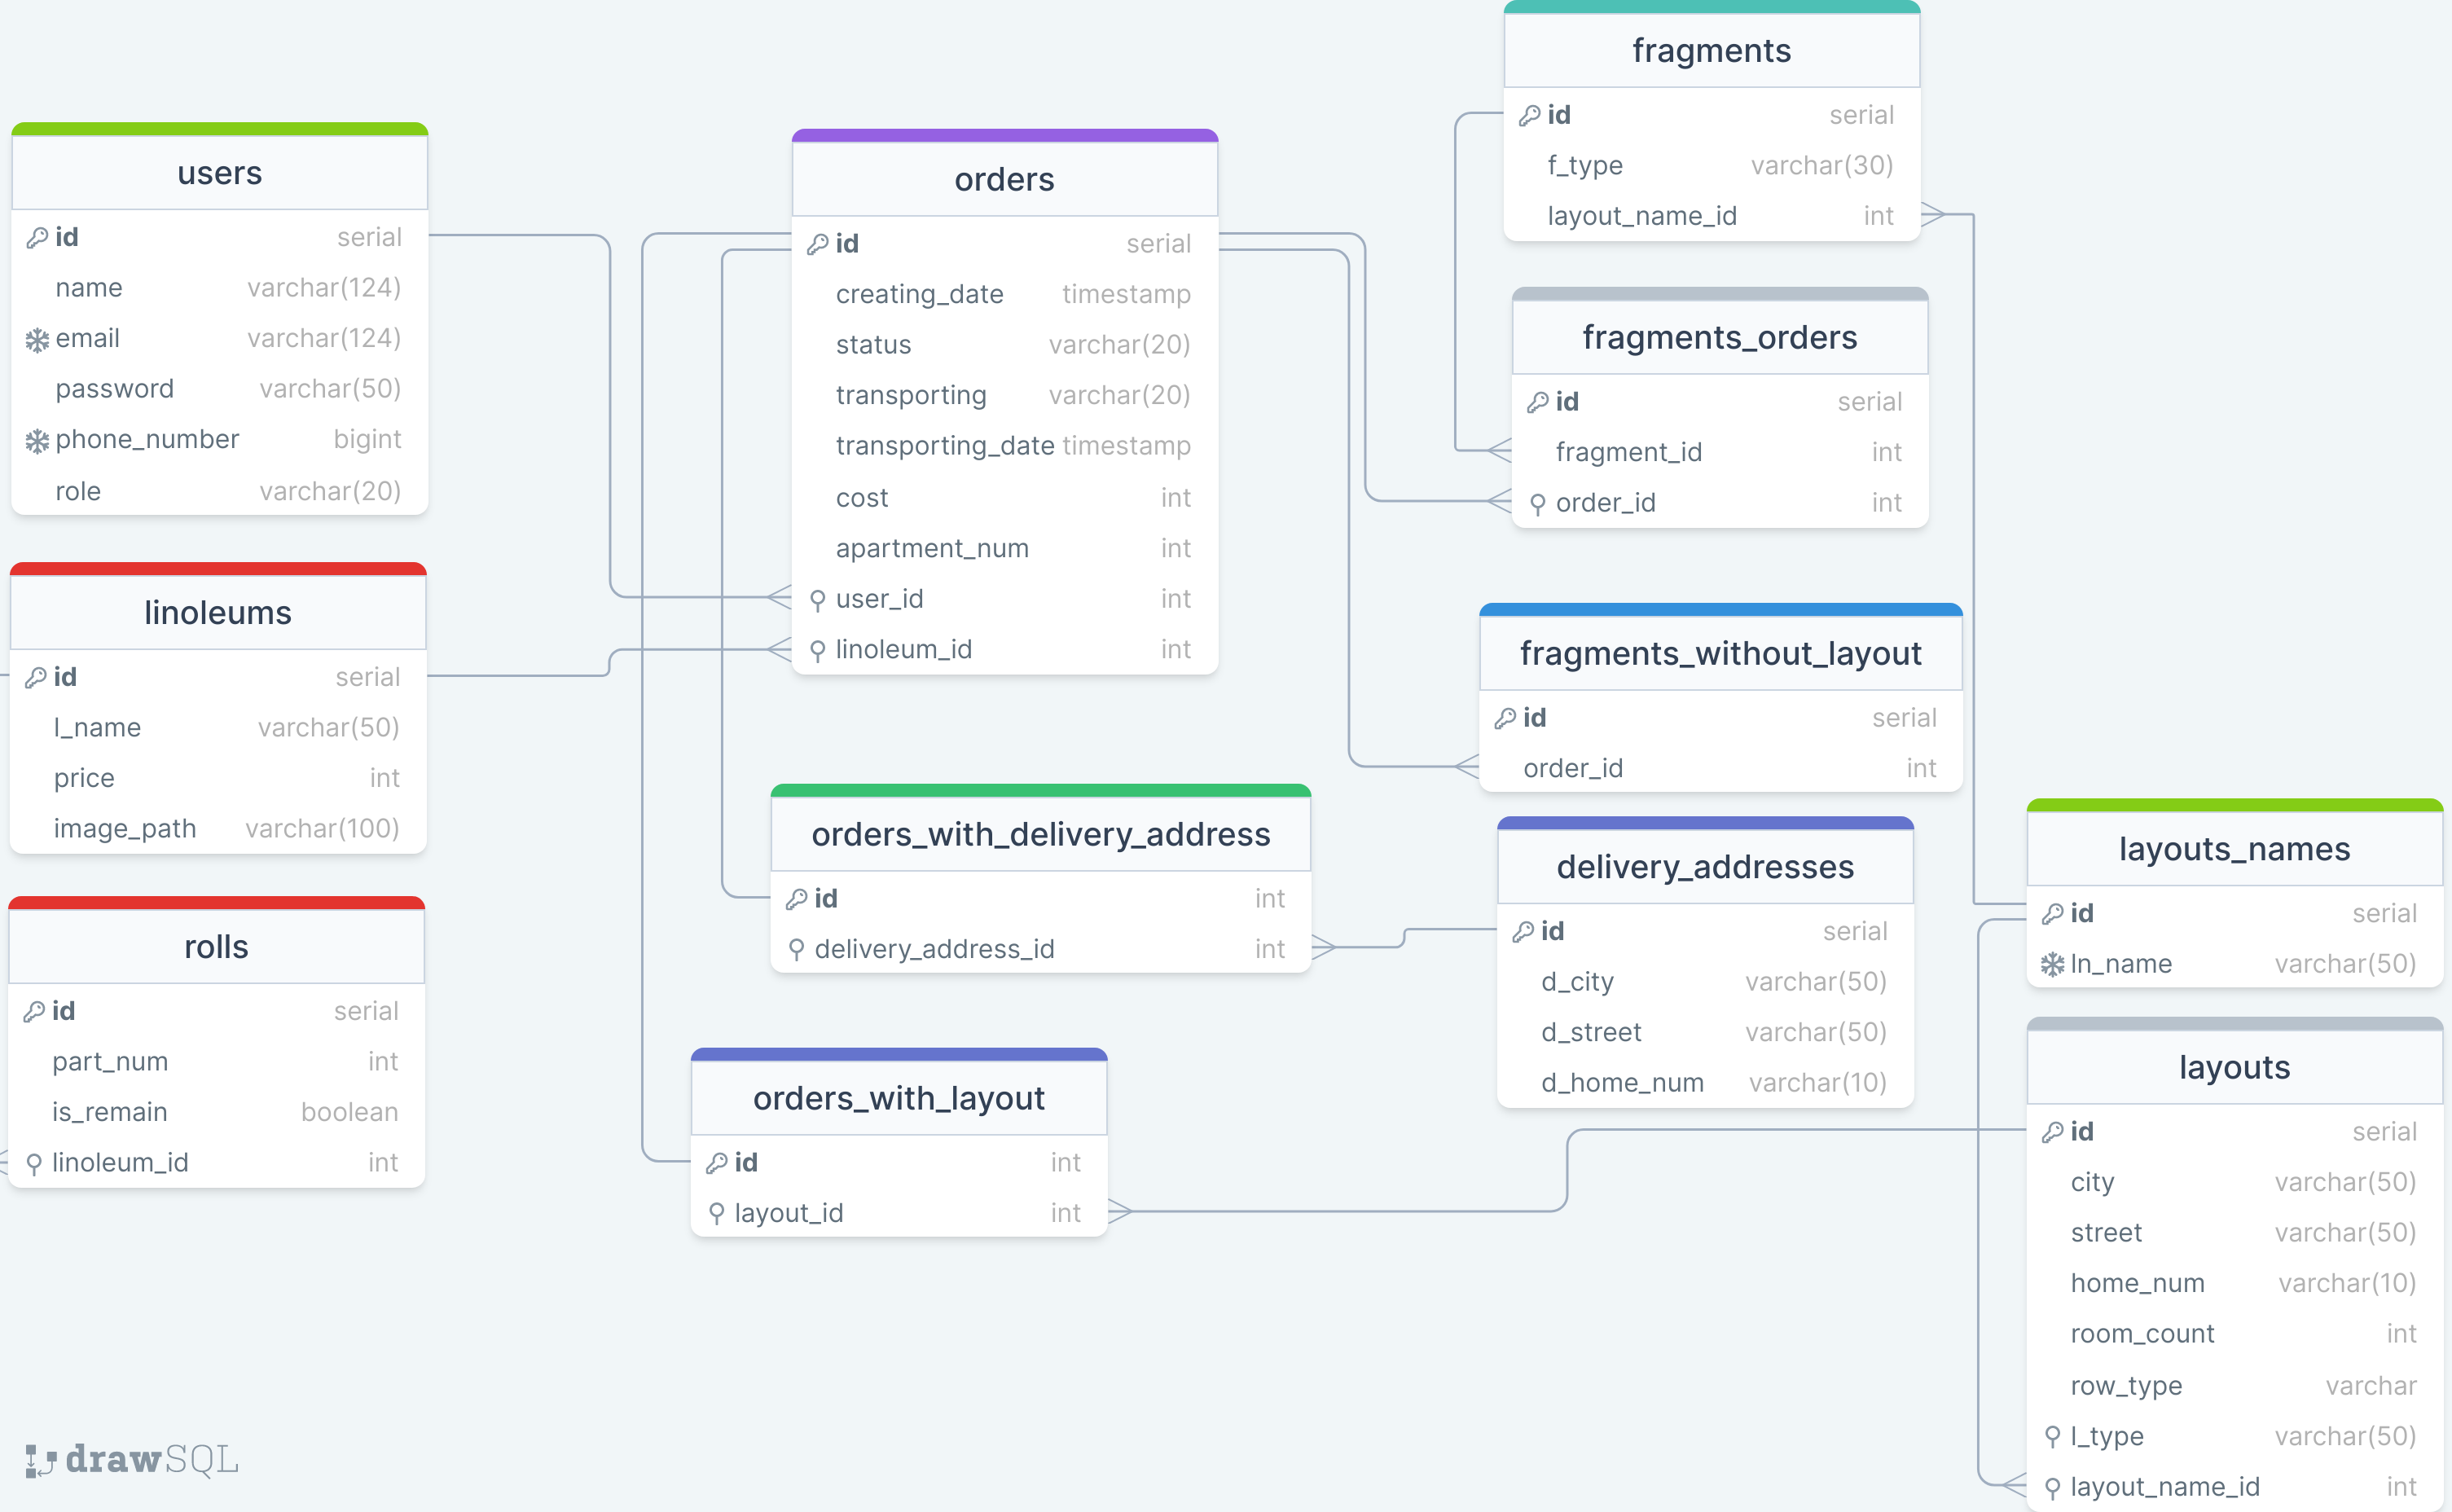 users
id serial
name varchar(124)
email varchar(124)
password varchar(50)
phone_number bigint
role varchar(20)
linoleums
id serial
l_name varchar(50)
price int
image_path varchar(100)
rolls
id serial
part_num int
is_remain boolean
linoleum_id int
orders
id serial
creating_date timestamp
status varchar(20)
transporting varchar(20)
transporting_date timestamp
cost int
apartment_num int
user_id int
linoleum_id int
orders_with_delivery_address
id int
delivery_address_id int
orders_with_layout
id int
layout_id int
fragments
id serial
f_type varchar(30)
layout_name_id int
fragments_orders
id serial
fragment_id int
order_id int
fragments_without_layout
id serial
order_id int
delivery_addresses
id serial
d_city varchar(50)
d_street varchar(50)
d_home_num varchar(10)
layouts_names
id serial
ln_name varchar(50)
layouts
id serial
city varchar(50)
street varchar(50)
home_num varchar(10)
room_count int
row_type varchar
l_type varchar(50)
layout_name_id int
drawSQL